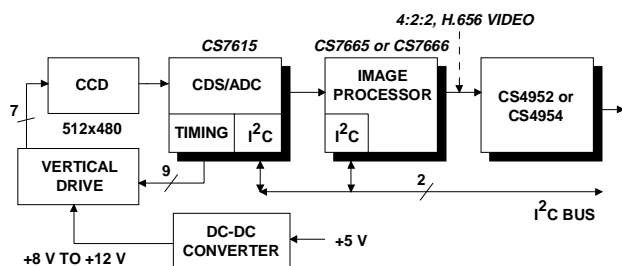 4:2:2, H.656 VIDEO
CS7615
CS7665 or CS7666
CCD
CDS/ADC
IMAGE
PROCESSOR
CS4952 or
CS4954
7
512x480
TIMING
I²C
I²C
VERTICAL
DRIVE
9
2
I²C BUS
DC-DC
CONVERTER
+5 V
+8 V TO +12 V